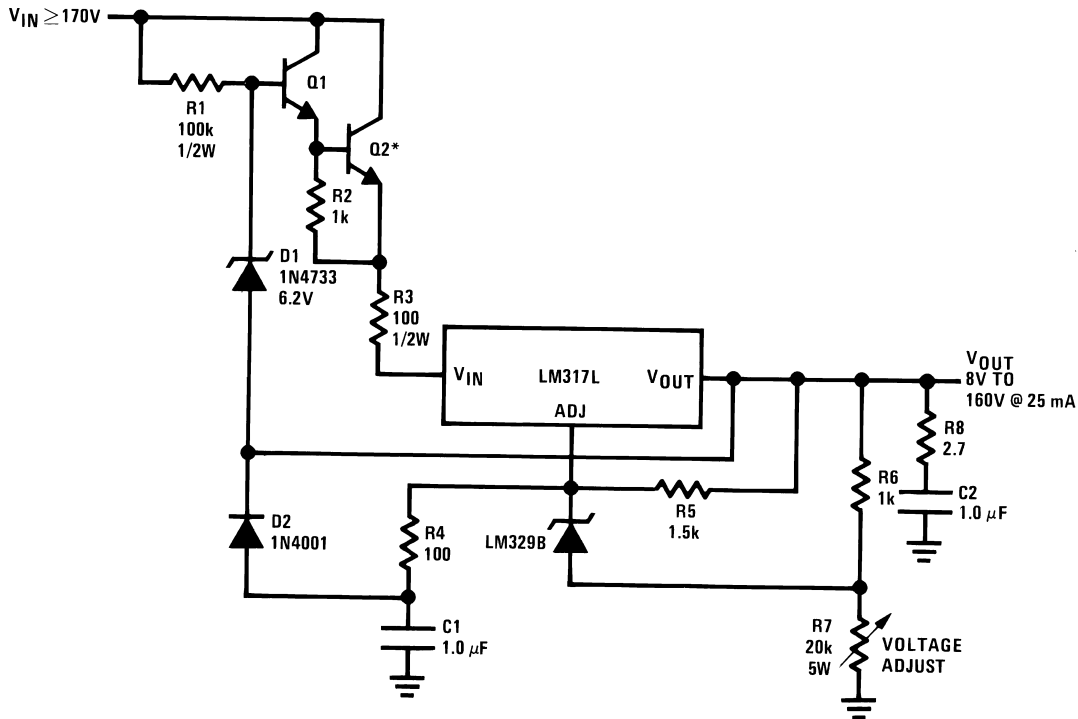 V_IN ≥170V
R1
100k
1/2W
Q1
Q2*
R2
1k
D1
1N4733
6.2V
R3
100
1/2W
V_IN
LM317L
V_OUT
ADJ
V_OUT
8V TO
160V @ 25 mA
R8
2.7
C2
1.0 μF
R6
1k
R5
1.5k
R4
100
LM329B
D2
1N4001
C1
1.0 μF
R7
20k
5W
VOLTAGE
ADJUST